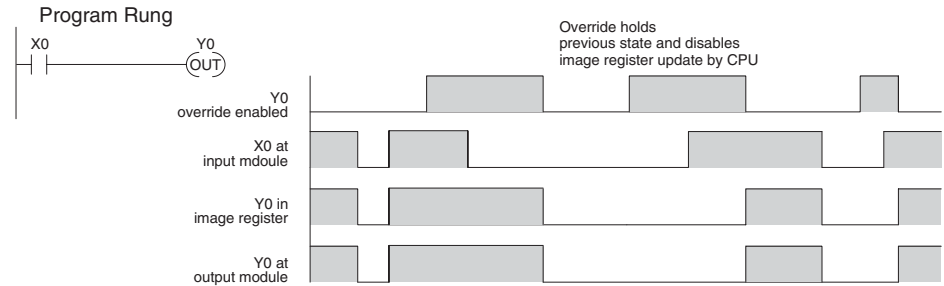 Program Rung
X0
Y0
OUT
Override holds
previous state and disables
image register update by CPU
Y0
override enabled
X0 at
input mdoule
Y0 in
image register
Y0 at
output module